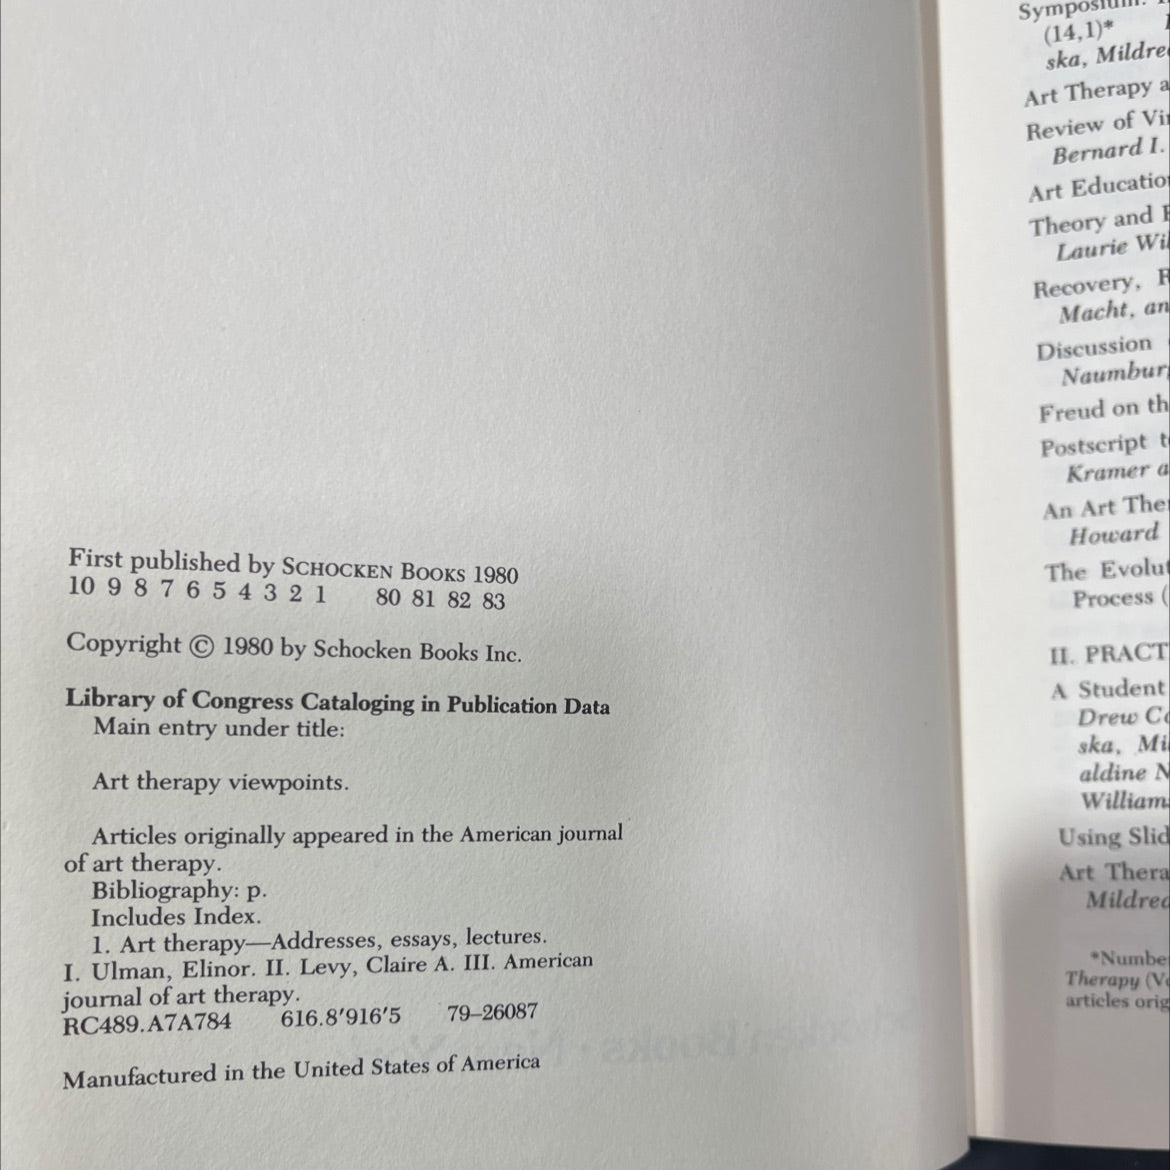 First published by SCHOCKEN BOOKS 1980
10 9 8 7 6 5 4 3 2 1 80 81 82 83
Copyright © 1980 by Schocken Books Inc.
Library of Congress Cataloging in Publication Data
Main entry under title:
Art therapy viewpoints.
Articles originally appeared in the American journal
of art therapy.
Bibliography: p.
Includes Index.
1. Art therapy—Addresses, essays, lectures.
I. Ulman, Elinor. II. Levy, Claire A. III. American
journal of art therapy.
RC489.A7A784 616.8′916′5 79–26087
Manufactured in the United States of America
Symposium:
(14,1)*
ska, Mildre
Art Therapy a
Review of Vi
Bernard I.
Art Educatio
Theory and
Laurie Wil
Recovery, R
Macht, an
Discussion
Naumbur
Freud on th
Postscript t
Kramer a
An Art The
Howard
The Evolut
Process (
II. PRACT
A Student
Drew Co
ska, Mi
aldine N
William
Using Slid
Art Thera
Mildred
*Numbe
Therapy (Vo
articles orig